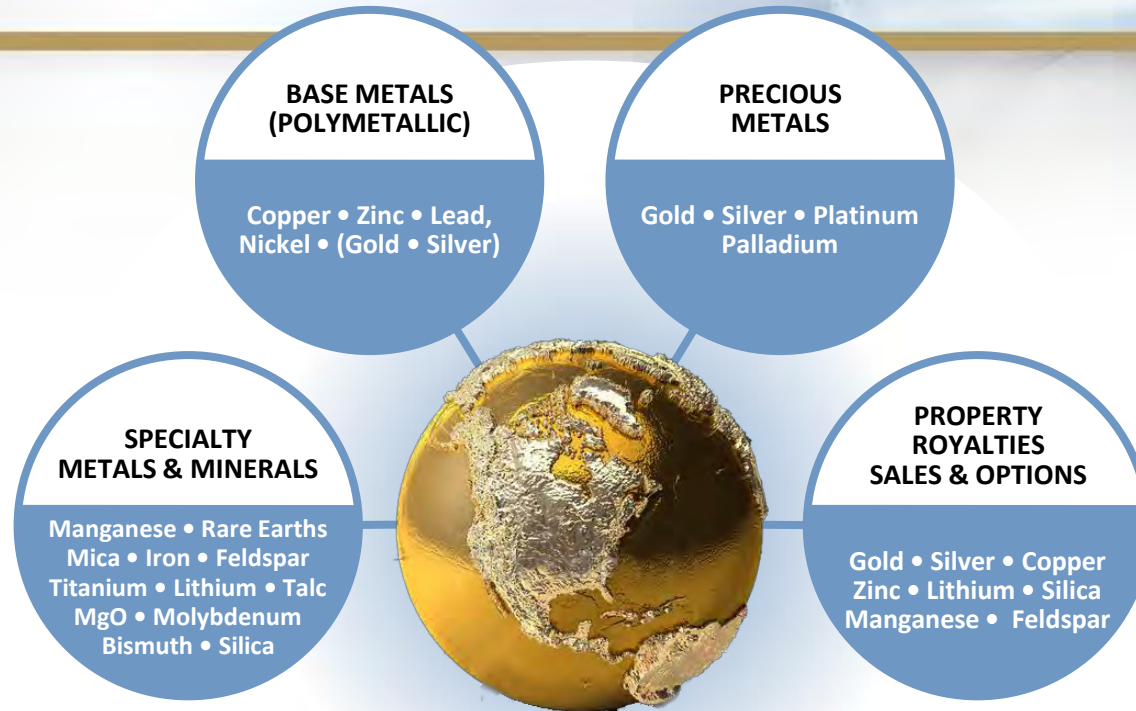 BASE METALS
(POLYMETALLIC)
Copper • Zinc • Lead,
Nickel • (Gold • Silver)
PRECIOUS
METALS
Gold • Silver • Platinum
Palladium
SPECIALTY
METALS & MINERALS
Manganese • Rare Earths
Mica • Iron • Feldspar
Titanium • Lithium • Talc
MgO • Molybdenum
Bismuth • Silica
PROPERTY
ROYALTIES
SALES & OPTIONS
Gold • Silver • Copper
Zinc • Lithium • Silica
Manganese • Feldspar